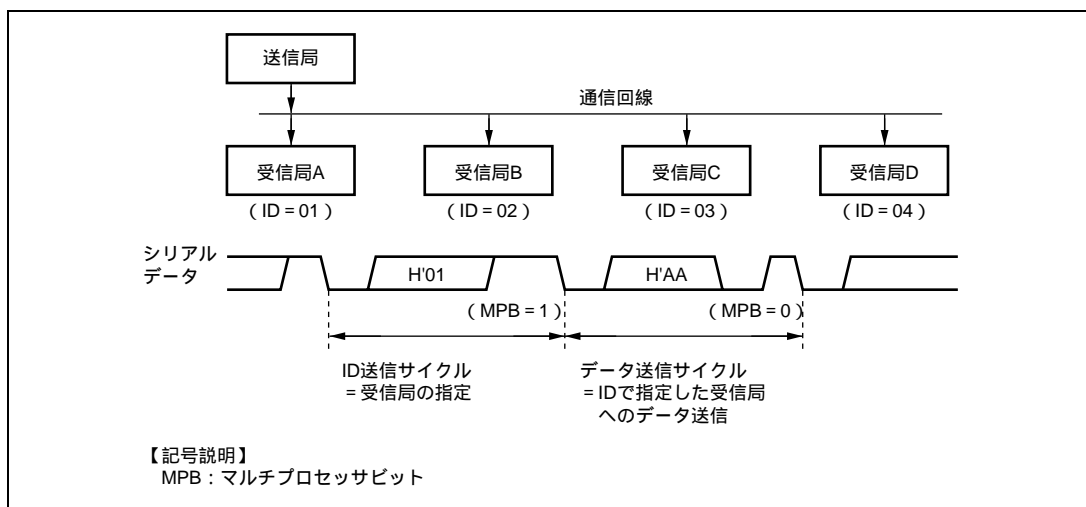 送信局
通信回線
受信局A 受信局B 受信局C 受信局D
（ID = 01） （ID = 02） （ID = 03） （ID = 04）
シリアル
データ
H'01 H'AA
（MPB = 1） （MPB = 0）
ID送信サイクル
= 受信局の指定
データ送信サイクル
= IDで指定した受信局
へのデータ送信
【記号説明】
MPB：マルチプロセッサビット